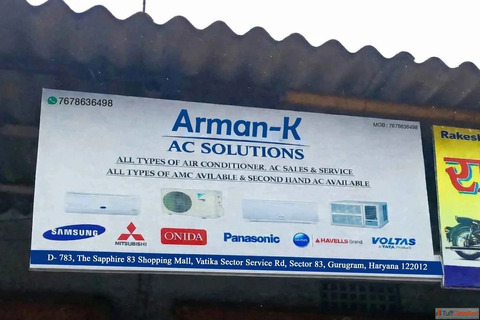 7678636498
MOB: 7678636498
Arman-K
AC SOLUTIONS
ALL TYPES OF AIR CONDITIONER, AC SALES & SERVICE
ALL TYPES OF AMC AVILABLE & SECOND HAND AC AVAILABLE
SAMSUNG
MITSUBISHI
ONIDA
Panasonic
HAVELLS Brand
VOLTAS
A TATA Product
D- 783, The Sapphire 83 Shopping Mall, Vatika Sector Service Rd, Sector 83, Gurugram, Haryana 122012
Rakesh